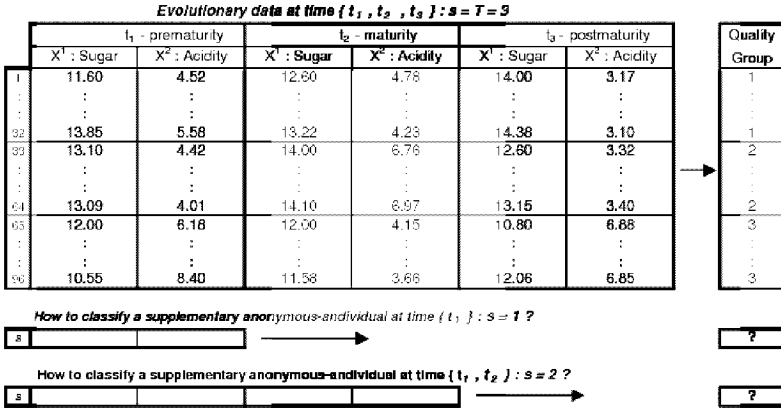 Evolutionary data at time { t₁ , t₂ , t₃ } : s = T = 3
t₁ - prematurity t₂ - maturity t₃ - postmaturity Quality
X¹ : Sugar X² : Acidity X¹ : Sugar X² : Acidity X¹ : Sugar X² : Acidity Group
1 11.60 4.52 12.60 4.78 14.00 3.17 1
: : : : : : : :
: : : : : : : :
32 13.85 5.58 13.22 4.23 14.38 3.10 1
33 13.10 4.42 14.00 6.76 12.60 3.32 2
: : : : : : : :
: : : : : : : :
64 13.09 4.01 14.10 6.97 13.15 3.40 2
65 12.00 6.18 12.00 4.15 10.80 6.88 3
: : : : : : : :
: : : : : : : :
96 10.55 8.40 11.58 3.66 12.06 6.85 3
How to classify a supplementary anonymous-andividual at time { t₁ } : s = 1 ?
s ?
How to classify a supplementary anonymous-andividual at time { t₁ , t₂ } : s = 2 ?
s ?